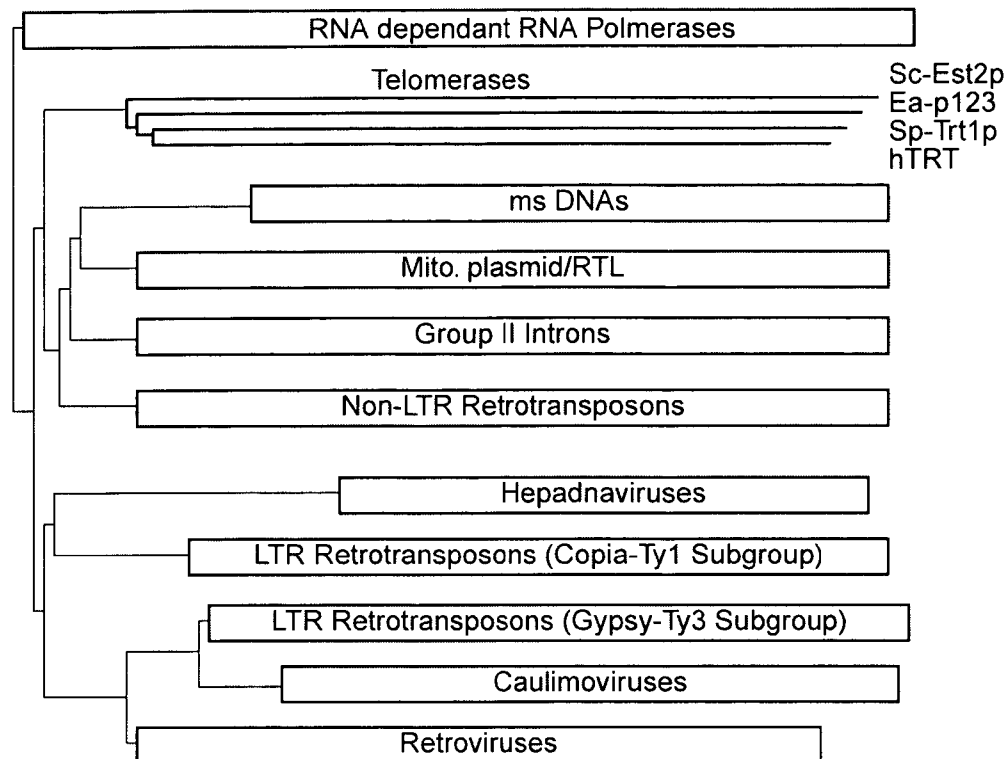 RNA dependant RNA Polmerases
Telomerases
Sc-Est2p
Ea-p123
Sp-Trt1p
hTRT
ms DNAs
Mito. plasmid/RTL
Group II Introns
Non-LTR Retrotransposons
Hepadnaviruses
LTR Retrotransposons (Copia-Ty1 Subgroup)
LTR Retrotransposons (Gypsy-Ty3 Subgroup)
Caulimoviruses
Retroviruses